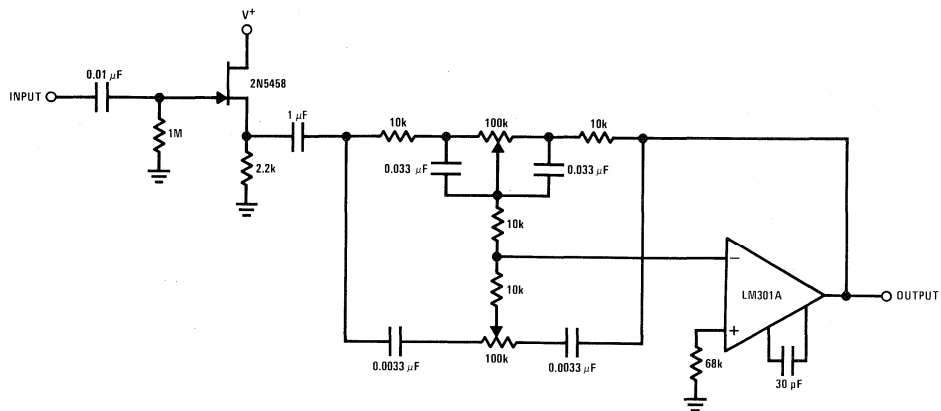 V+
0.01 μF
2N5458
INPUT
1M
2.2k
1 μF
10k
100k
10k
0.033 μF
0.033 μF
10k
10k
0.0033 μF
100k
0.0033 μF
−
LM301A
+
OUTPUT
68k
30 pF